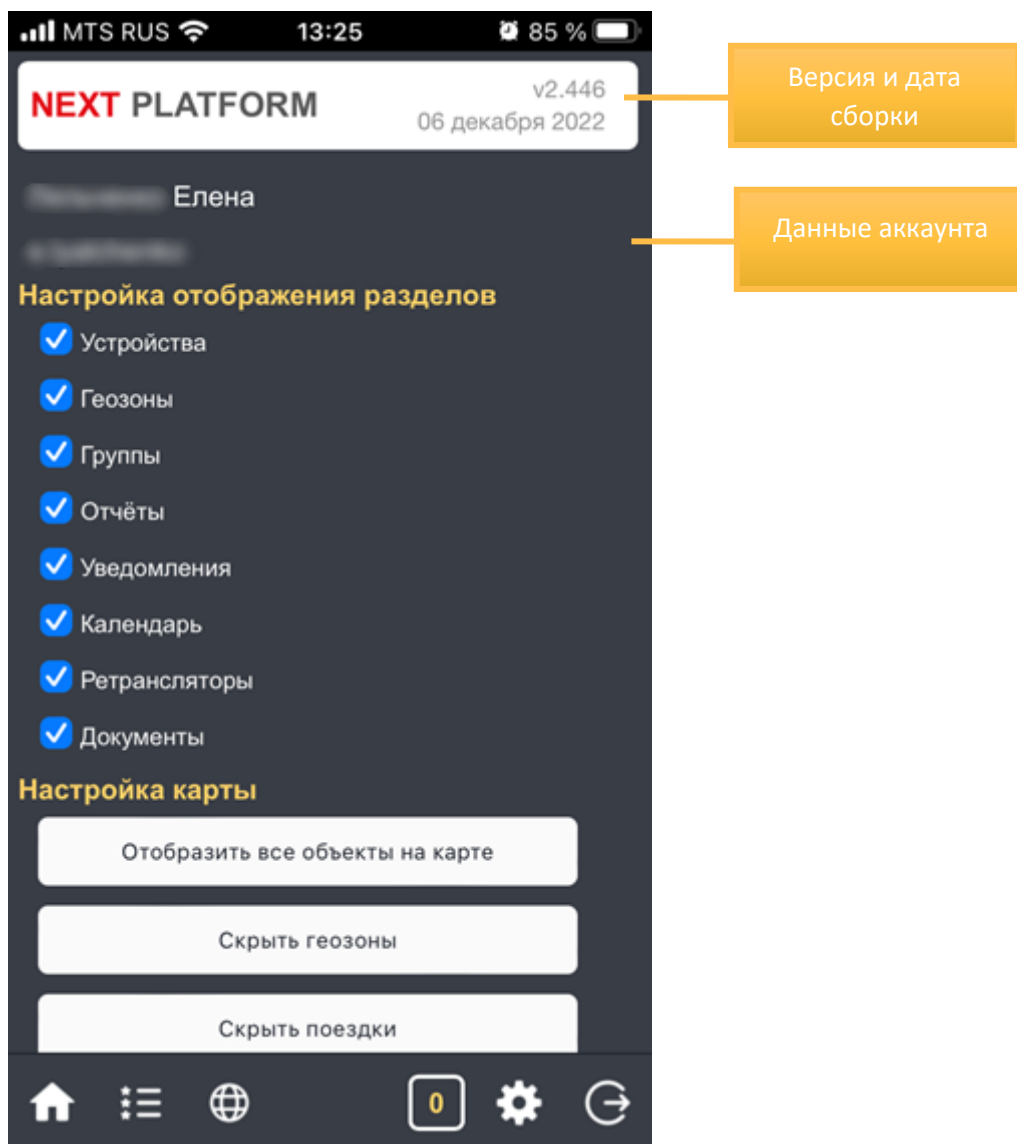 MTS RUS 13:25 85 %
NEXT PLATFORM
v2.446
06 декабря 2022
Версия и дата
сборки
Елена
Данные аккаунта
Настройка отображения разделов
Устройства
Геозоны
Группы
Отчёты
Уведомления
Календарь
Ретрансляторы
Документы
Настройка карты
Отобразить все объекты на карте
Скрыть геозоны
Скрыть поездки
0